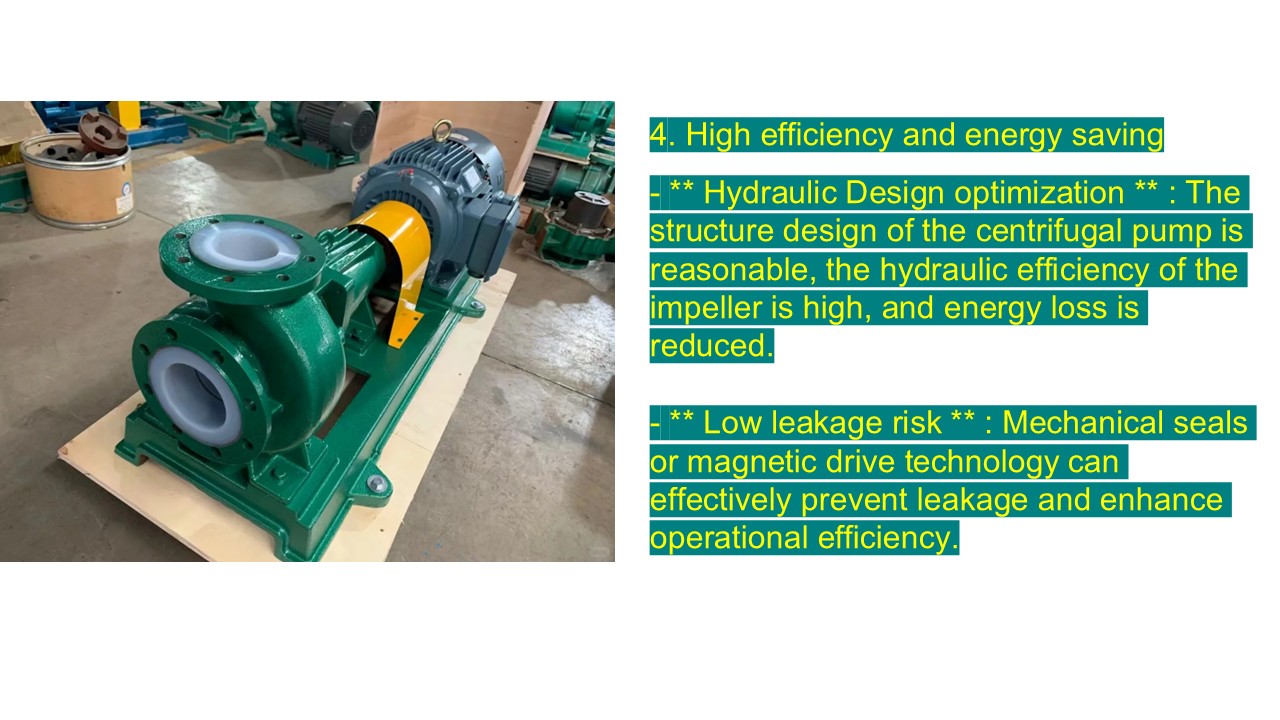 4. High efficiency and energy saving
- ** Hydraulic Design optimization ** : The
structure design of the centrifugal pump is
reasonable, the hydraulic efficiency of the
impeller is high, and energy loss is
reduced.
- ** Low leakage risk ** : Mechanical seals
or magnetic drive technology can
effectively prevent leakage and enhance
operational efficiency.